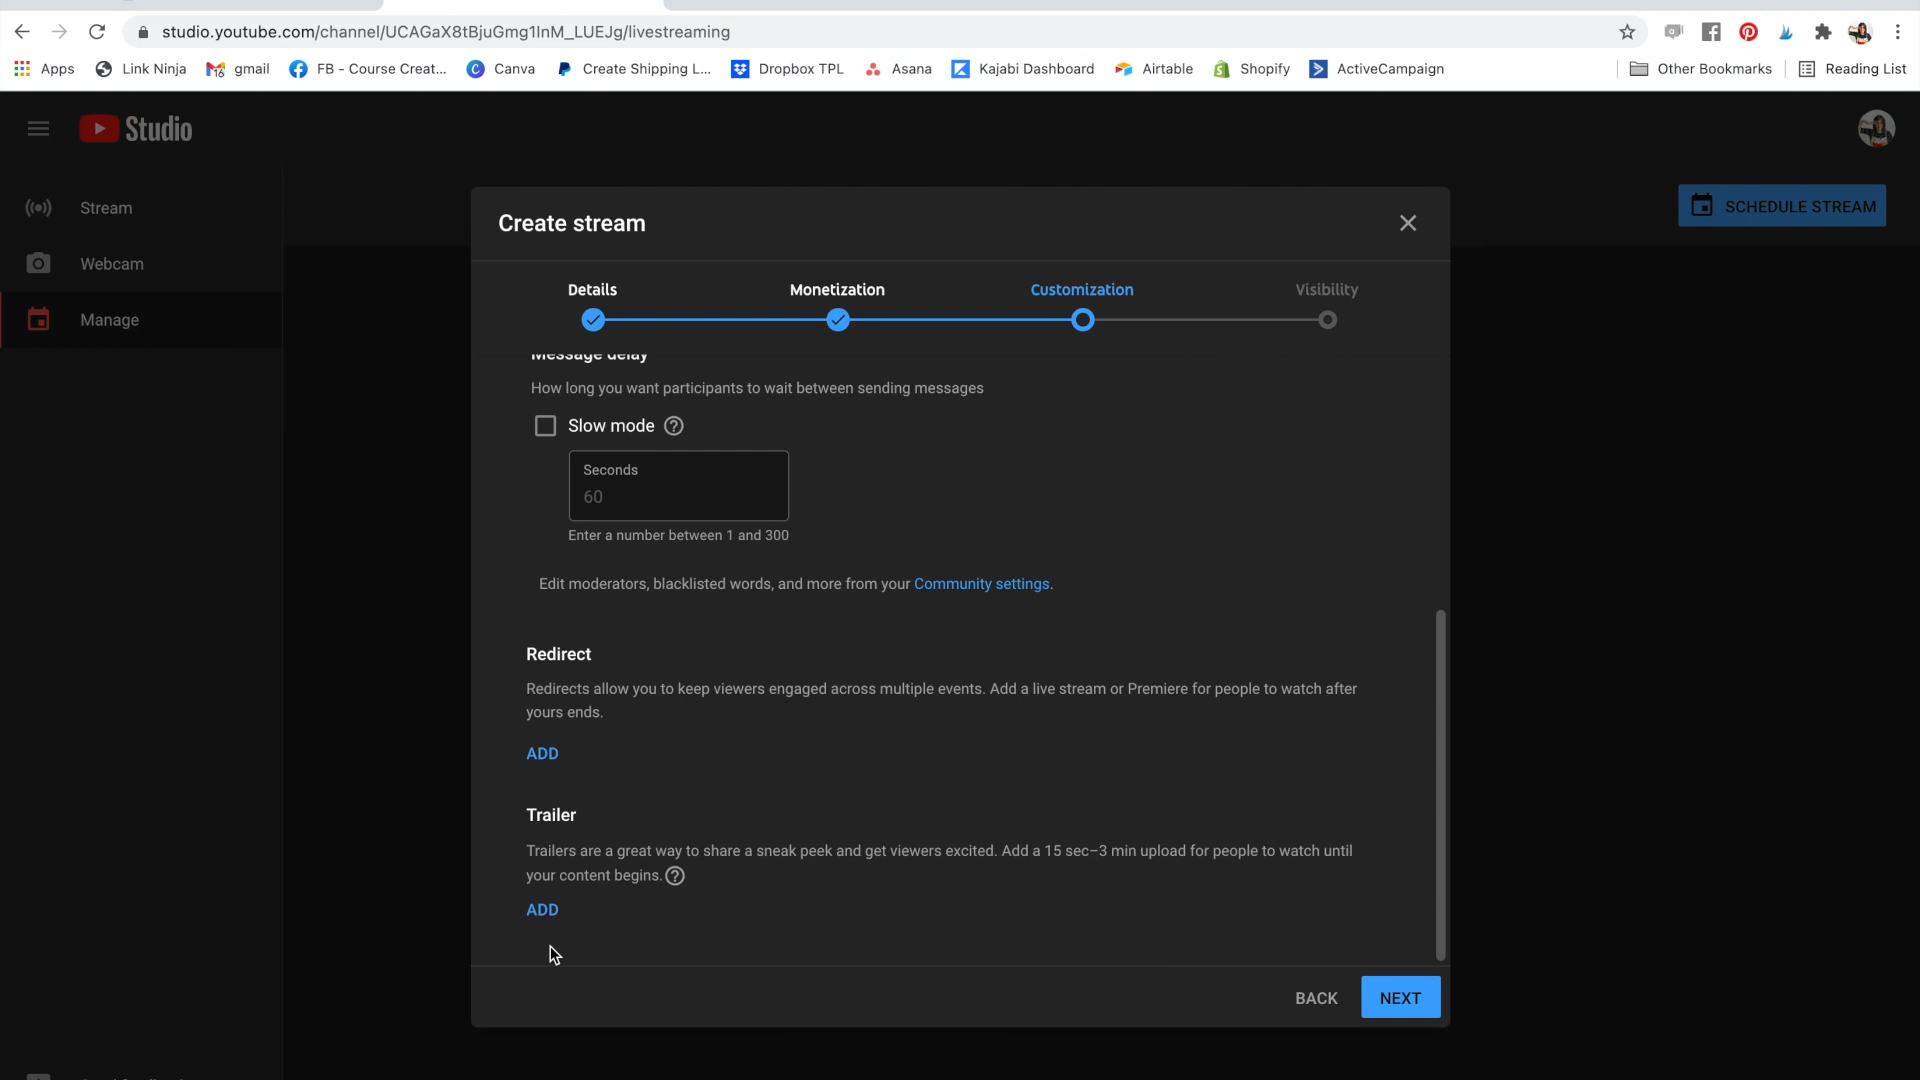 studio.youtube.com/channel/UCAGaX8tBjuGmg1lnM_LUEJg/livestreaming
Apps Link Ninja gmail FB - Course Creat... Canva Create Shipping L... Dropbox TPL Asana Kajabi Dashboard Airtable Shopify ActiveCampaign Other Bookmarks Reading List
Studio
Stream
Webcam
Manage
SCHEDULE STREAM
Create stream
Details Monetization Customization Visibility
Message delay
How long you want participants to wait between sending messages
Slow mode
Seconds
60
Enter a number between 1 and 300
Edit moderators, blacklisted words, and more from your Community settings.
Redirect
Redirects allow you to keep viewers engaged across multiple events. Add a live stream or Premiere for people to watch after
yours ends.
ADD
Trailer
Trailers are a great way to share a sneak peek and get viewers excited. Add a 15 sec–3 min upload for people to watch until
your content begins.
ADD
BACK NEXT